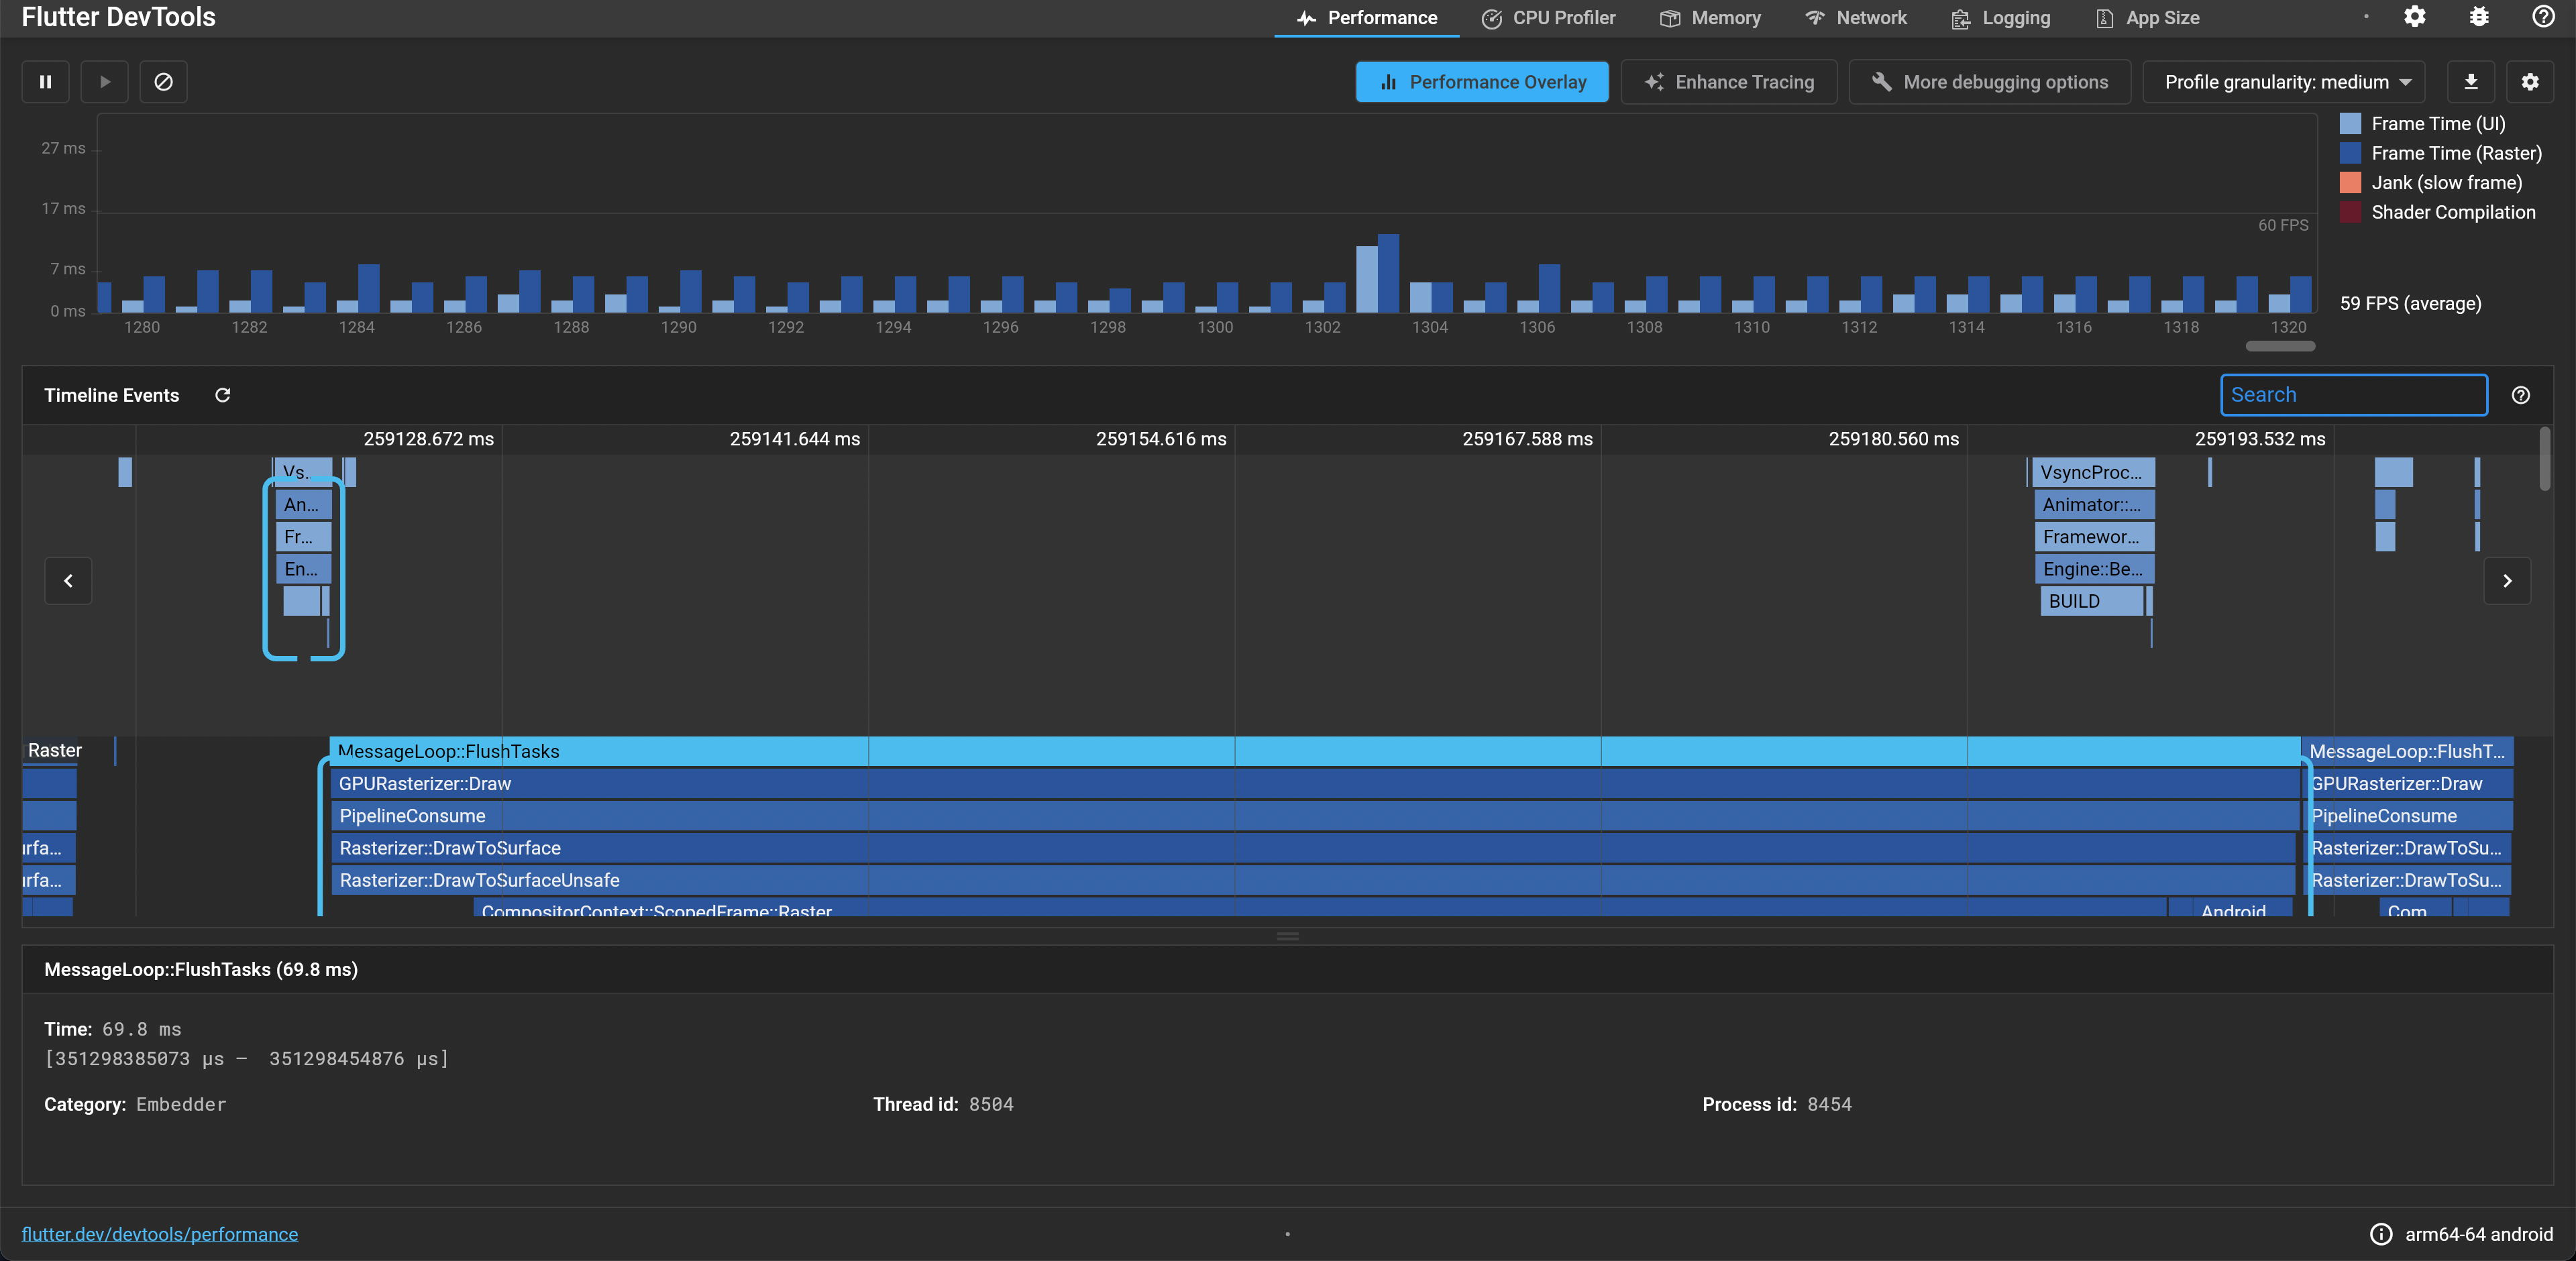 Flutter DevTools
Performance
CPU Profiler
Memory
Network
Logging
App Size
Performance Overlay
Enhance Tracing
More debugging options
Profile granularity: medium
27 ms
17 ms
7 ms
0 ms
60 FPS
1280 1282 1284 1286 1288 1290 1292 1294 1296 1298 1300 1302 1304 1306 1308 1310 1312 1314 1316 1318 1320
Frame Time (UI)
Frame Time (Raster)
Jank (slow frame)
Shader Compilation
59 FPS (average)
Timeline Events
Search
259128.672 ms 259141.644 ms 259154.616 ms 259167.588 ms 259180.560 ms 259193.532 ms
Vs... VsyncProc...
An... Animator::...
Fr... Framewor...
En... Engine::Be...
BUILD
Raster MessageLoop::FlushTasks MessageLoop::FlushT...
GPURasterizer::Draw GPURasterizer::Draw
PipelineConsume PipelineConsume
urfa... Rasterizer::DrawToSurface Rasterizer::DrawToSu...
urfa... Rasterizer::DrawToSurfaceUnsafe Rasterizer::DrawToSu...
CompositorContext::ScopedFrame::Raster Android Com
MessageLoop::FlushTasks (69.8 ms)
Time: 69.8 ms
[351298385073 µs – 351298454876 µs]
Category: Embedder Thread id: 8504 Process id: 8454
flutter.dev/devtools/performance
arm64-64 android